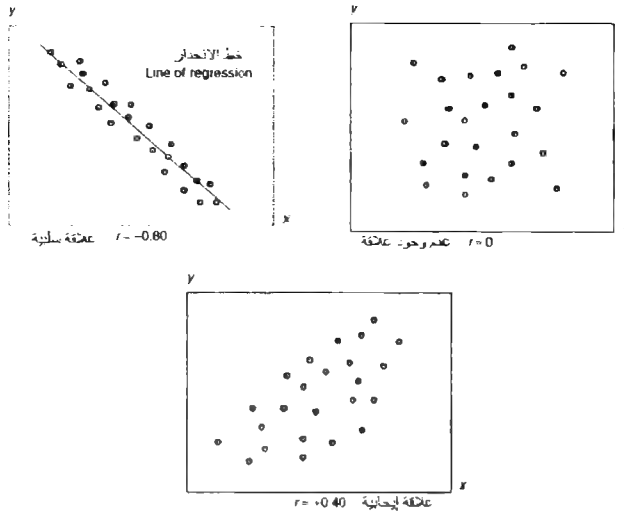 y
خط الانحدار
Line of regression
x
علاقة سلبية r = −0.80
y
عدم وجود علاقة r = 0
y
x
r = +0.40 علاقة إيجابية